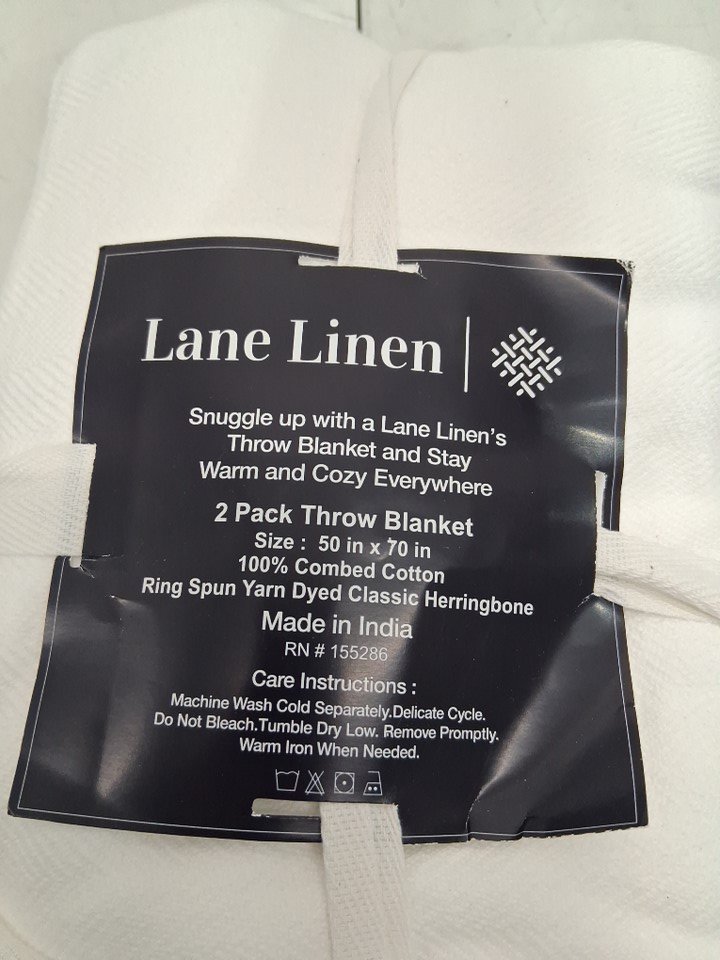 Lane Linen
Snuggle up with a Lane Linen's
Throw Blanket and Stay
Warm and Cozy Everywhere
2 Pack Throw Blanket
Size : 50 in x 70 in
100% Combed Cotton
Ring Spun Yarn Dyed Classic Herringbone
Made in India
RN # 155286
Care Instructions :
Machine Wash Cold Separately.Delicate Cycle.
Do Not Bleach.Tumble Dry Low. Remove Promptly.
Warm Iron When Needed.